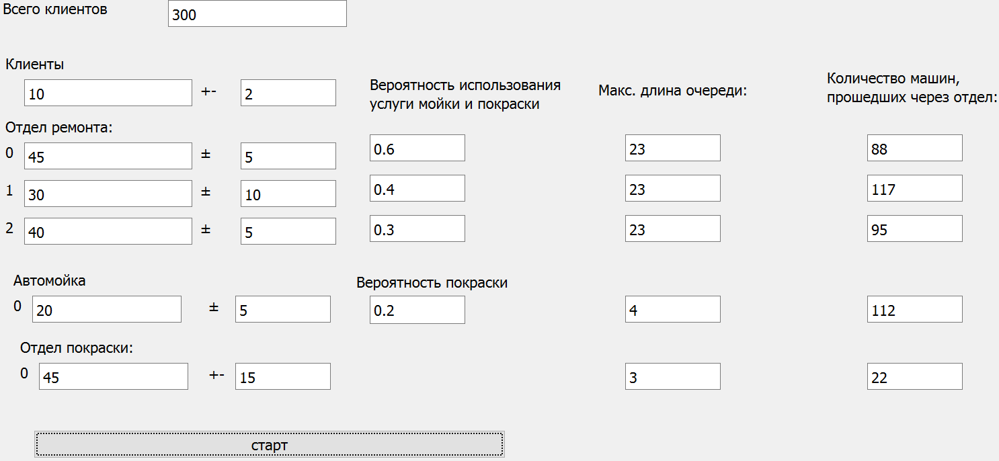 Всего клиентов 300
Клиенты
10 +- 2
Вероятность использования
услуги мойки и покраски
Макс. длина очереди:
Количество машин,
прошедших через отдел:
Отдел ремонта:
0 45 ± 5 0.6 23 88
1 30 ± 10 0.4 23 117
2 40 ± 5 0.3 23 95
Автомойка
Вероятность покраски
0 20 ± 5 0.2 4 112
Отдел покраски:
0 45 +- 15 3 22
старт